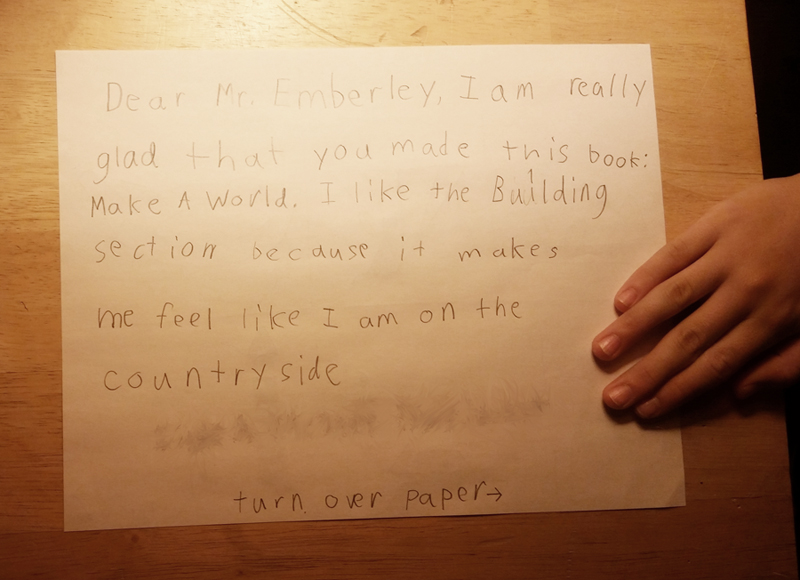 Dear Mr. Emberley, I am really
glad that you made this book:
Make A World. I like the Building
section because it makes
me feel like I am on the
countryside
turn over paper→